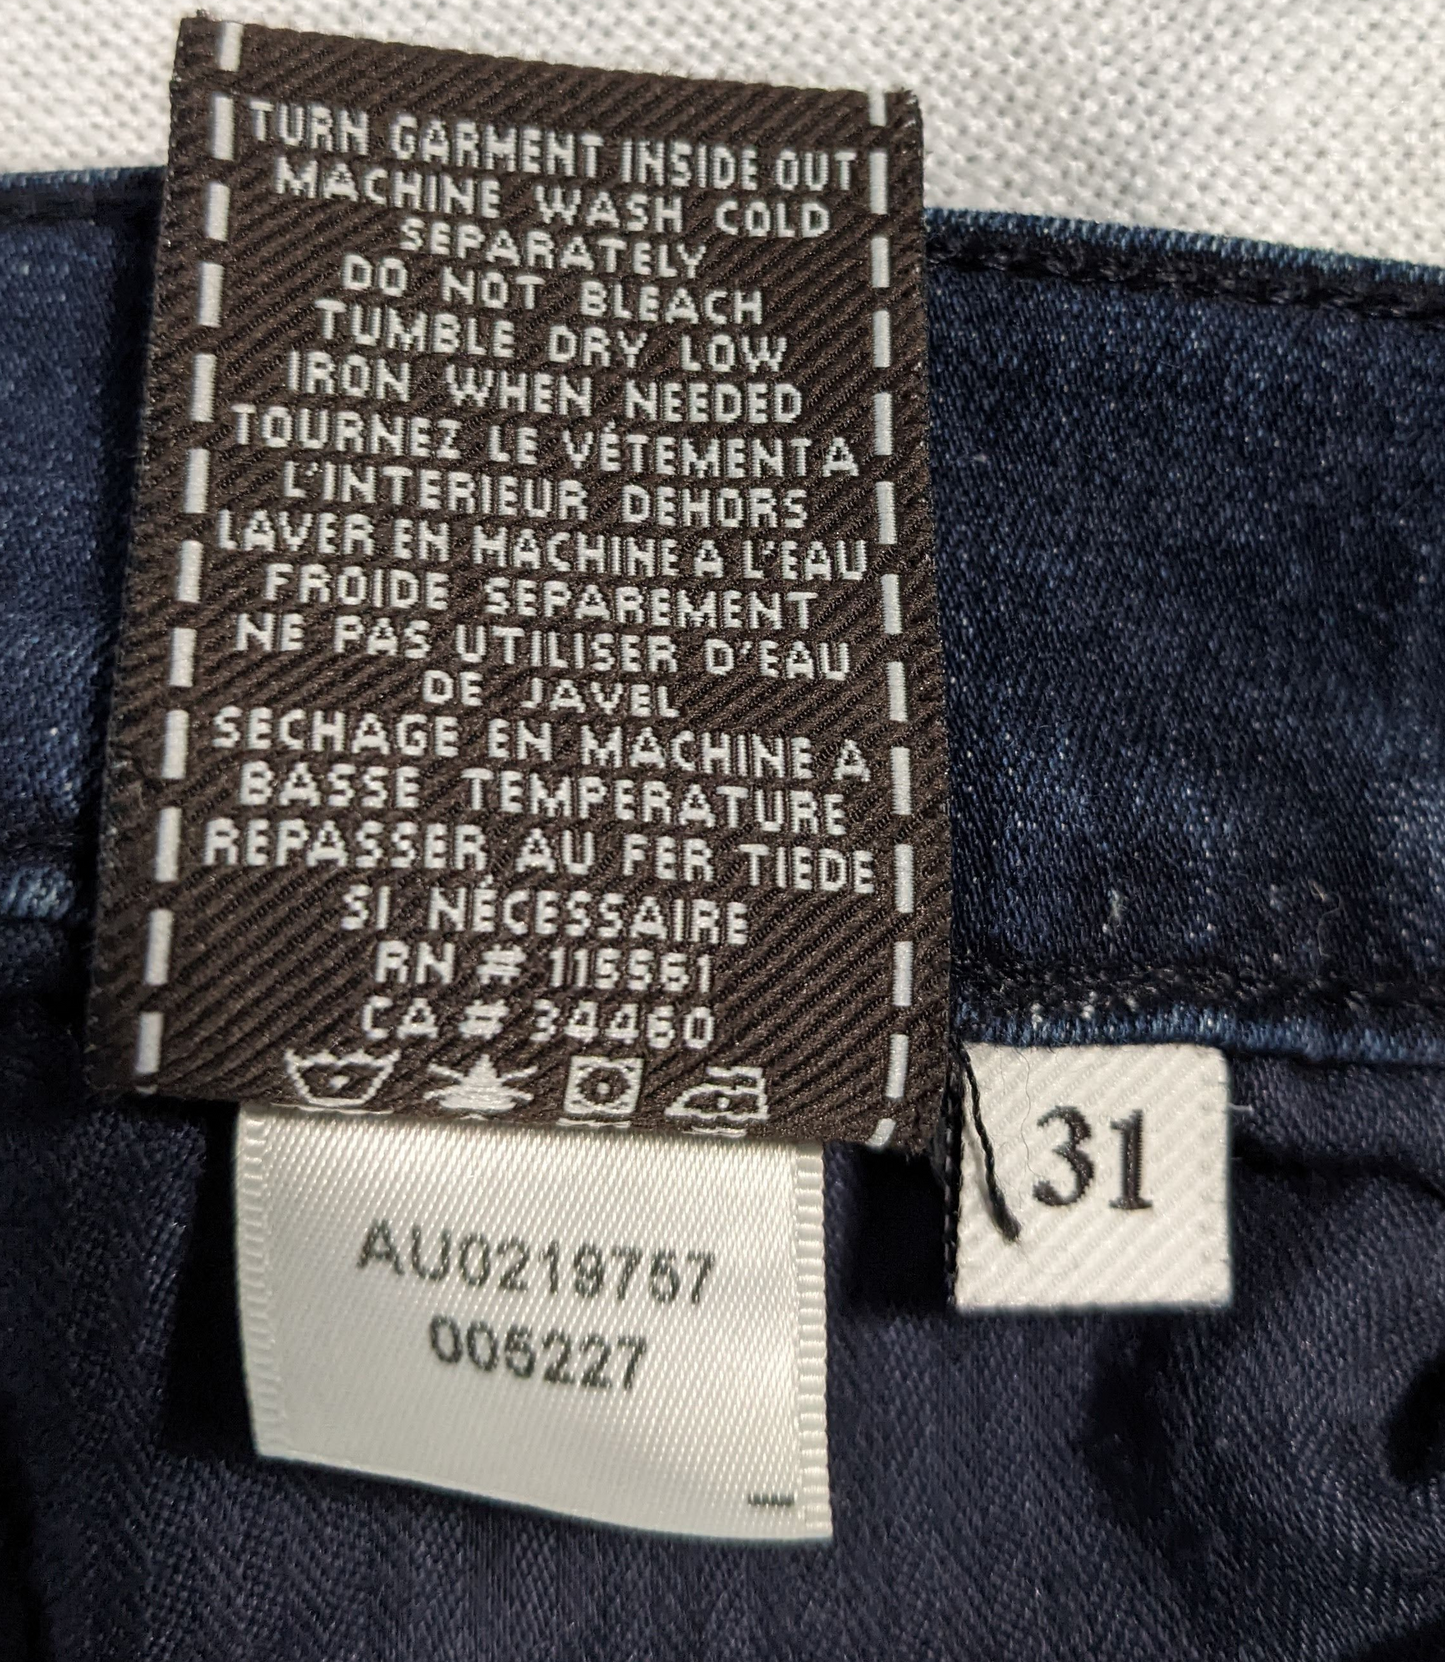 TURN GARMENT INSIDE OUT
MACHINE WASH COLD
SEPARATELY
DO NOT BLEACH
TUMBLE DRY LOW
IRON WHEN NEEDED
TOURNEZ LE VÊTEMENT A
L'INTERIEUR DEHORS
LAVER EN MACHINE A L'EAU
FROIDE SEPAREMENT
NE PAS UTILISER D'EAU
DE JAVEL
SECHAGE EN MACHINE A
BASSE TEMPERATURE
REPASSER AU FER TIEDE
SI NÉCESSAIRE
RN # 115561
CA # 34460
AU0219757
005227
31